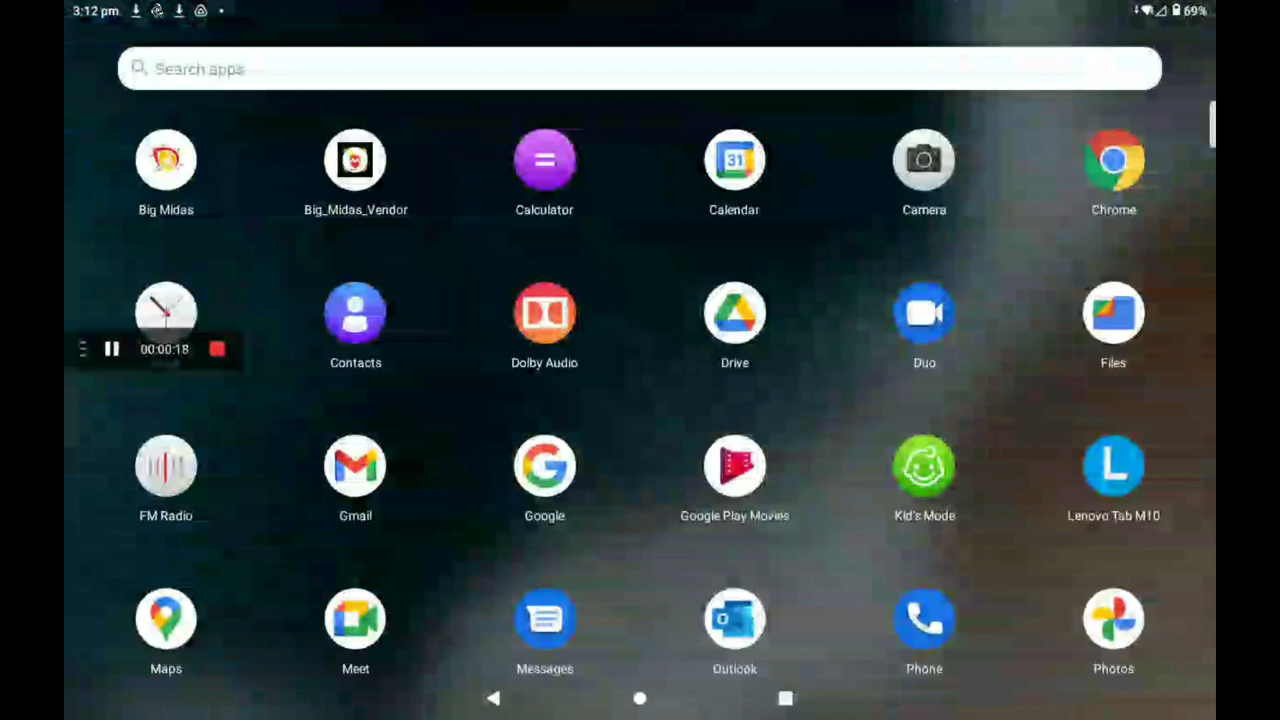 3:12 pm
69%
Search apps
Big Midas
Big_Midas_Vendor
Calculator
31
Calendar
Camera
Chrome
00:00:18
Contacts
Dolby Audio
Drive
Duo
Files
FM Radio
Gmail
G
Google
Google Play Movies
Kid's Mode
L
Lenovo Tab M10
Maps
Meet
Messages
O
Outlook
Phone
Photos